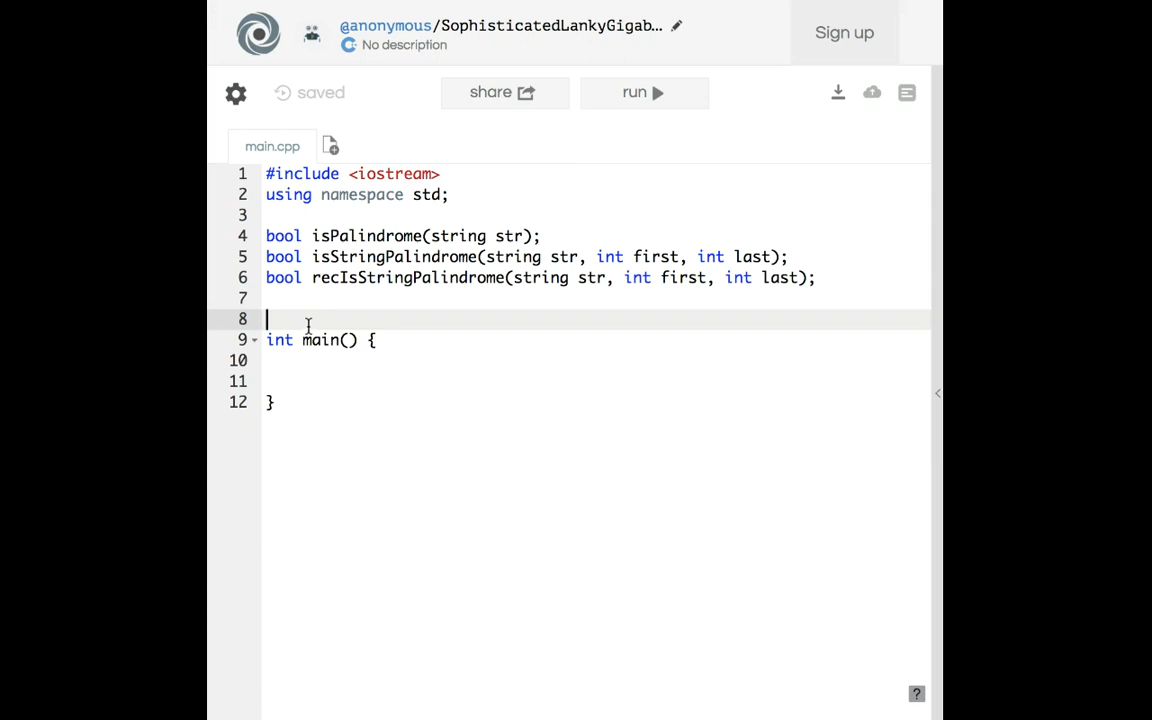 @anonymous/SophisticatedLankyGigab...
No description
Sign up
saved
share
run
main.cpp
1 #include <iostream>
2 using namespace std;
3
4 bool isPalindrome(string str);
5 bool isStringPalindrome(string str, int first, int last);
6 bool recIsStringPalindrome(string str, int first, int last);
7
8
9 int main() {
10
11
12 }
?